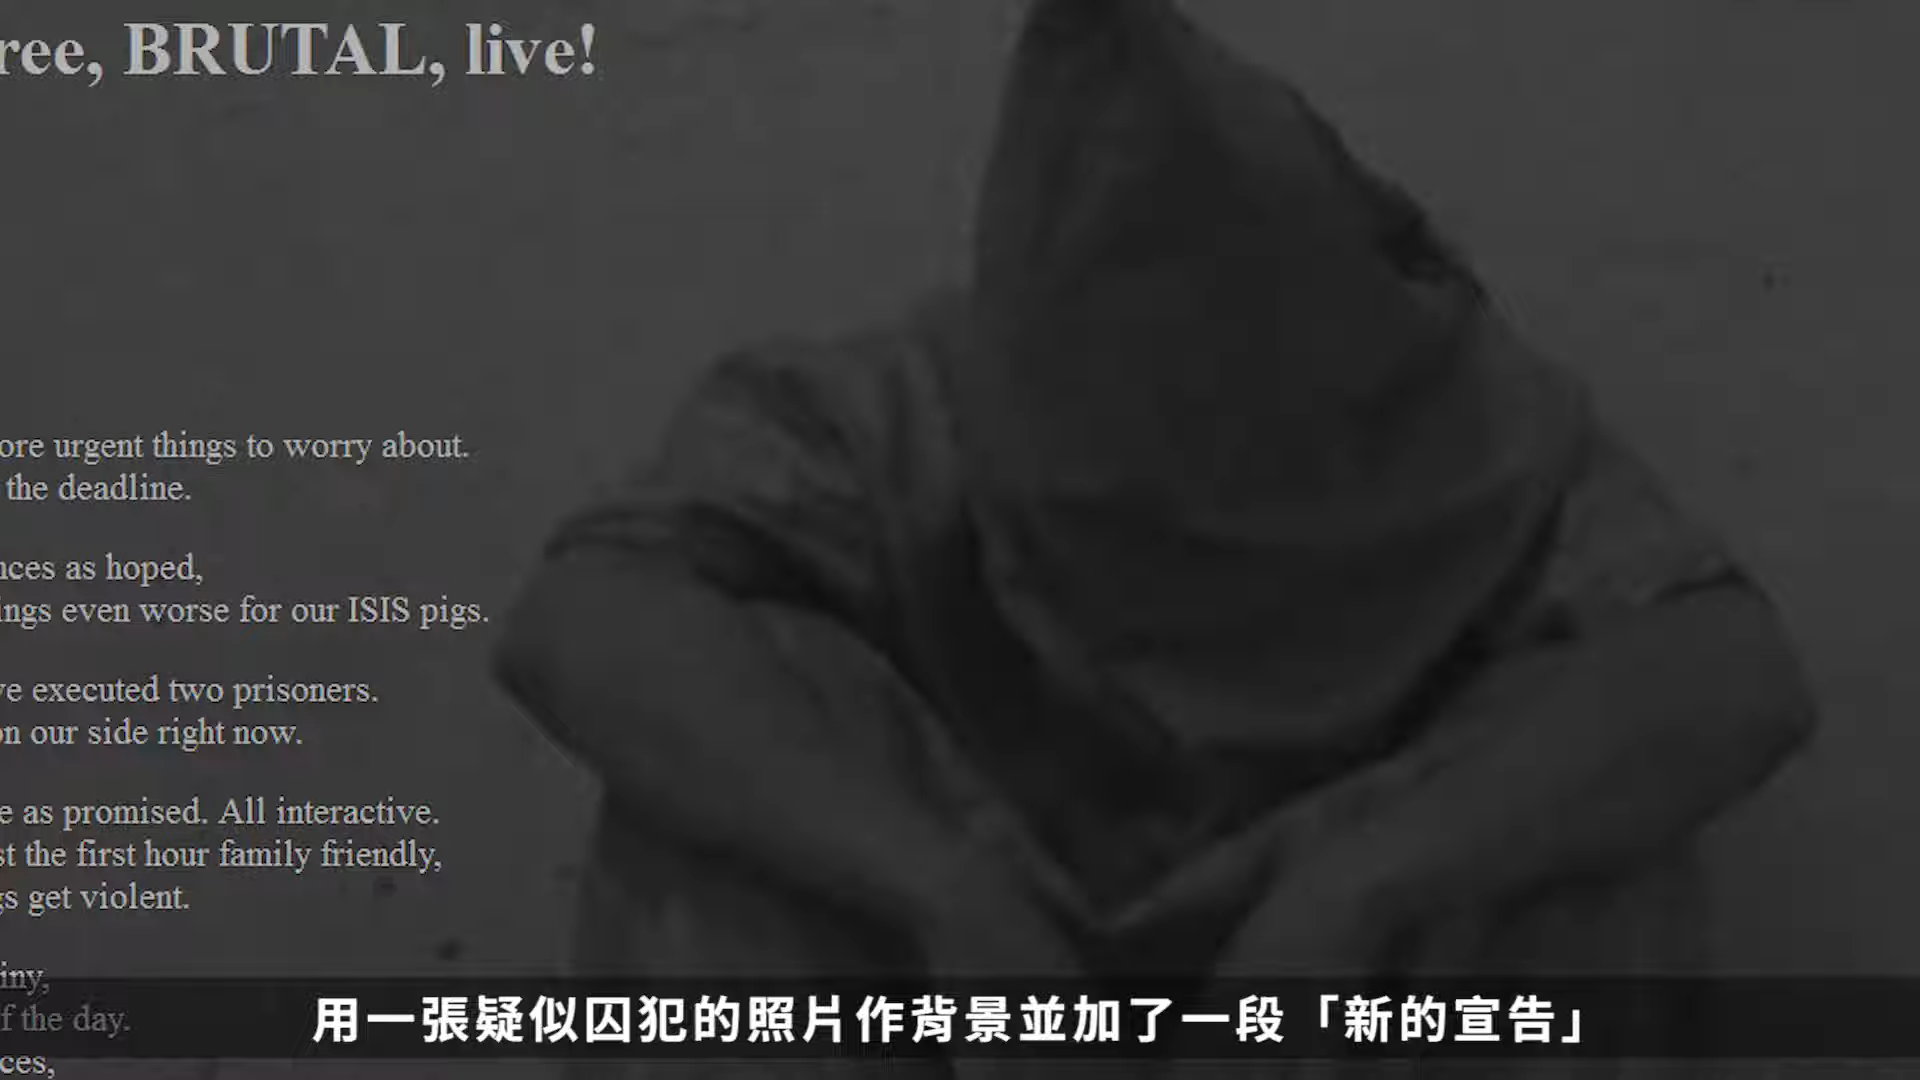 ree, BRUTAL, live!
ore urgent things to worry about.
the deadline.
nces as hoped,
ings even worse for our ISIS pigs.
ve executed two prisoners.
on our side right now.
e as promised. All interactive.
st the first hour family friendly,
gs get violent.
iny,
f the day.
ces,
用一張疑似囚犯的照片作背景並加了一段「新的宣告」